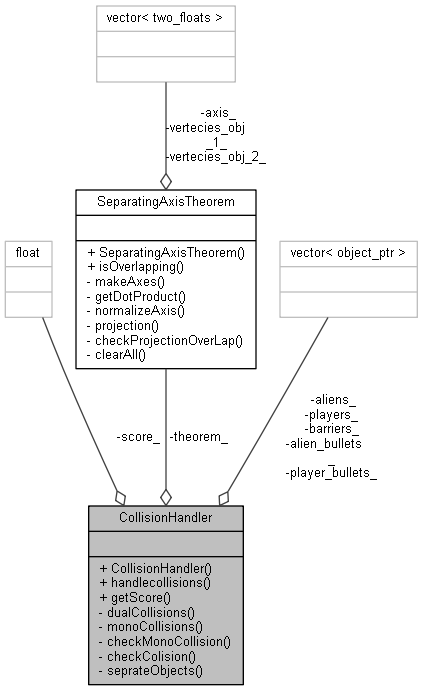 vector< two_floats >
-axis_
-vertecies_obj
_1_
-vertecies_obj_2_
SeparatingAxisTheorem
+ SeparatingAxisTheorem()
+ isOverlapping()
- makeAxes()
- getDotProduct()
- normalizeAxis()
- projection()
- checkProjectionOverLap()
- clearAll()
float
vector< object_ptr >
-score_
-theorem_
-aliens_
-players_
-barriers_
-alien_bullets
_
-player_bullets_
CollisionHandler
+ CollisionHandler()
+ handlecollisions()
+ getScore()
- dualCollisions()
- monoCollisions()
- checkMonoCollision()
- checkColision()
- seprateObjects()